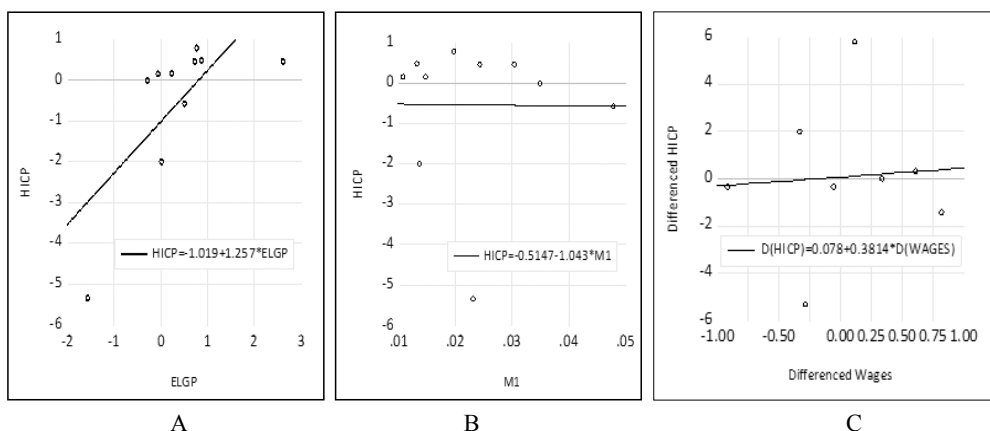 1
0
-1
-2
-3
-4
-5
-6
HICP
HICP=-1.019+1.257*ELGP
-2 -1 0 1 2 3
ELGP
1
0
-1
-2
-3
-4
-5
-6
HICP
HICP=-0.5147-1.043*M1
.01 .02 .03 .04 .05
M1
6
4
2
0
-2
-4
-6
Differenced HICP
D(HICP)=0.078+0.3814*D(WAGES)
-1.00 -0.50 0.00 0.25 0.50 0.75 1.00
Differenced Wages
A B C